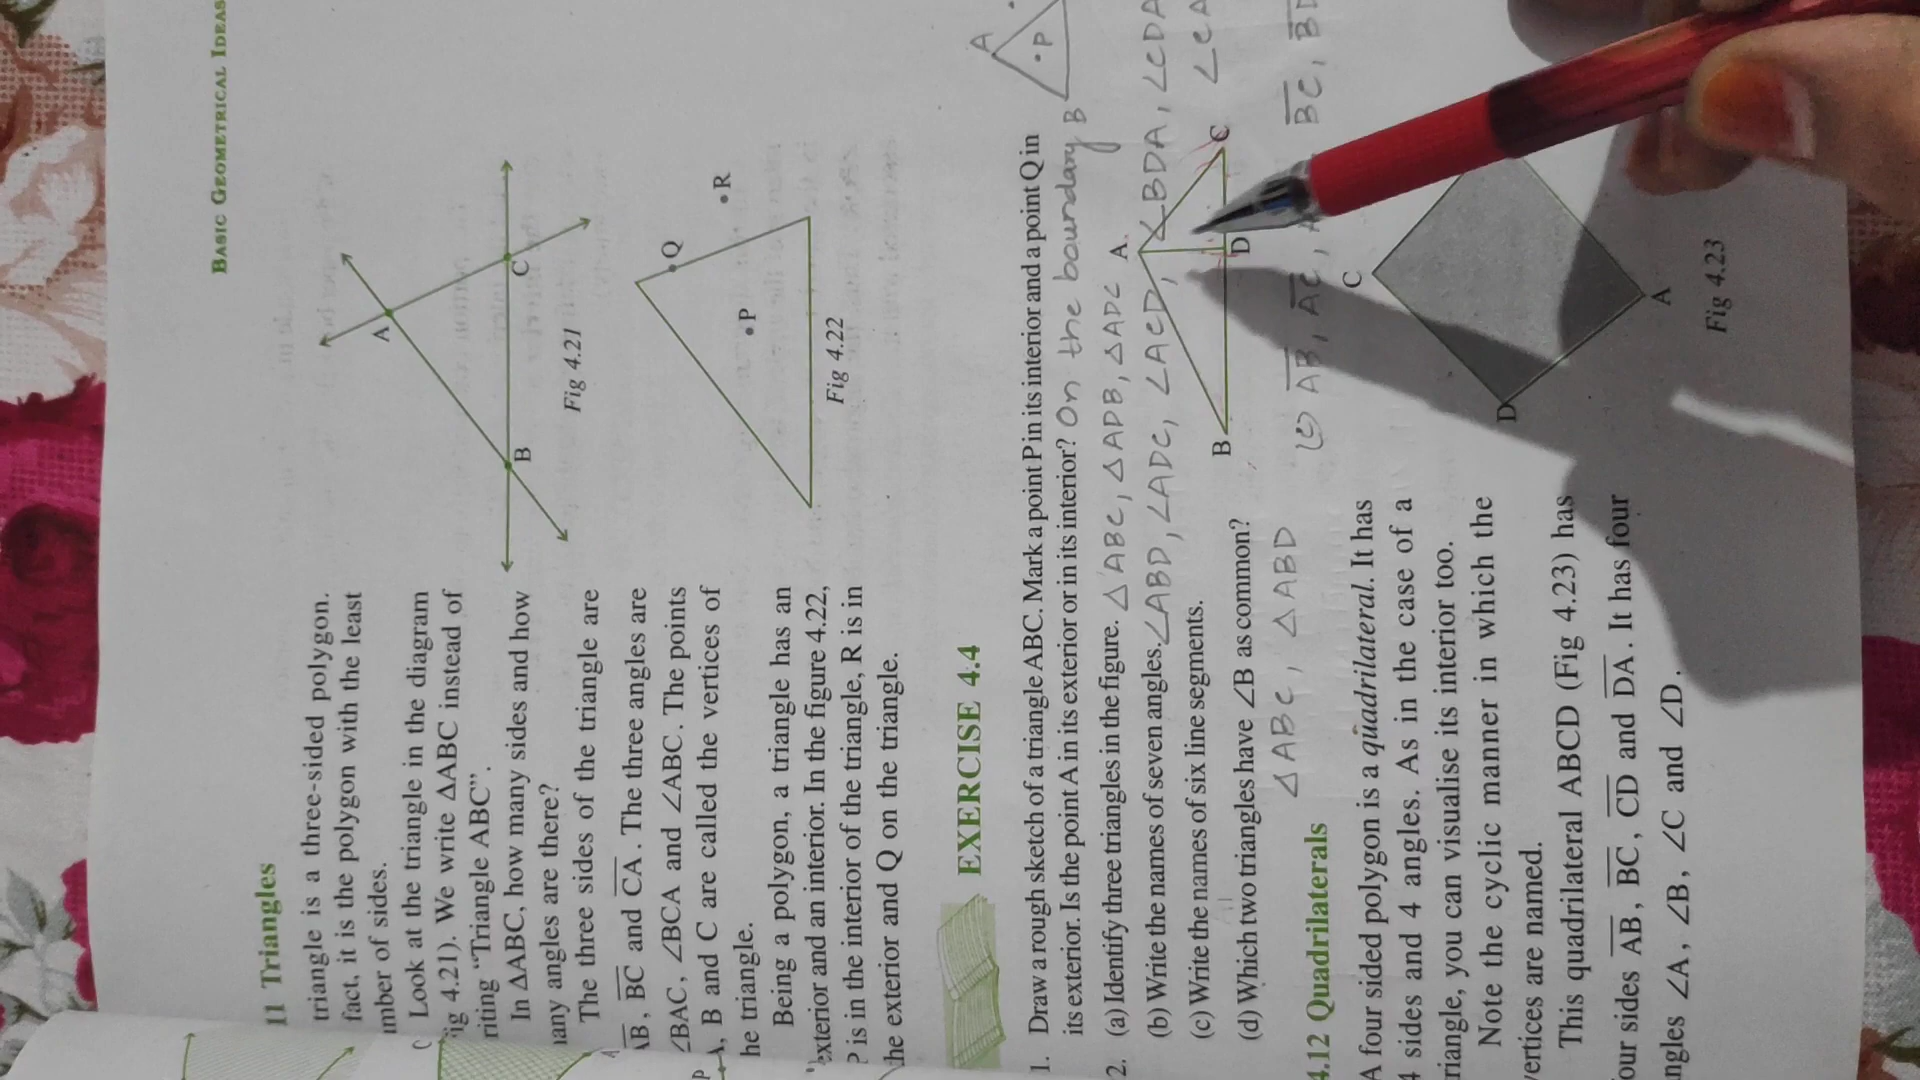 BASIC GEOMETRICAL IDEAS
11 Triangles
triangle is a three-sided polygon.
fact, it is the polygon with the least
mber of sides.
Look at the triangle in the diagram
ig 4.21). We write ΔABC instead of
riting “Triangle ABC”.
In ΔABC, how many sides and how
any angles are there?
The three sides of the triangle are
AB, BC and CA. The three angles are
∠BAC, ∠BCA and ∠ABC. The points
A, B and C are called the vertices of
he triangle.
A
B
C
Fig 4.21
Being a polygon, a triangle has an
exterior and an interior. In the figure 4.22,
P is in the interior of the triangle, R is in
he exterior and Q on the triangle.
Q
R
P
Fig 4.22
EXERCISE 4.4
1. Draw a rough sketch of a triangle ABC. Mark a point P in its interior and a point Q in
its exterior. Is the point A in its exterior or in its interior? On the boundary
A
P
B
2. (a) Identify three triangles in the figure. ΔABC, ΔADB, ΔADC
(b) Write the names of seven angles. ∠ABD, ∠ADC, ∠ACD, ∠BDA, ∠CDA
∠CA
(c) Write the names of six line segments.
(d) Which two triangles have ∠B as common?
ΔABC, ΔABD
A
B
D
C
(c) AB, AC, BC, BD
4.12 Quadrilaterals
A four sided polygon is a quadrilateral. It has
4 sides and 4 angles. As in the case of a
riangle, you can visualise its interior too.
Note the cyclic manner in which the
vertices are named.
This quadrilateral ABCD (Fig 4.23) has
our sides AB, BC, CD and DA. It has four
ngles ∠A, ∠B, ∠C and ∠D.
C
D
A
Fig 4.23